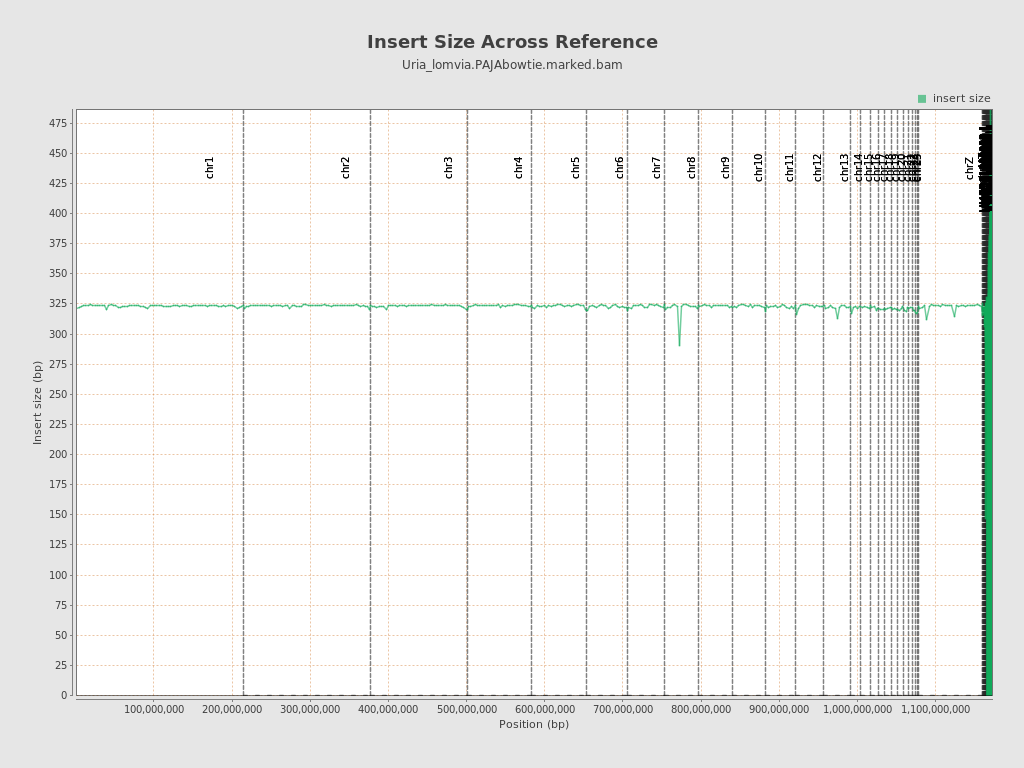 Insert Size Across Reference
Uria_lomvia.PAJAbowtie.marked.bam
insert size
475
450
425
400
375
350
325
300
275
250
225
200
175
150
125
100
75
50
25
0
Insert size (bp)
chr1
chr2
chr3
chr4
chr5
chr6
chr7
chr8
chr9
chr10
chr11
chr12
chr13
chr14
chr15
chr16
chrZ
100,000,000
200,000,000
300,000,000
400,000,000
500,000,000
600,000,000
700,000,000
800,000,000
900,000,000
1,000,000,000
1,100,000,000
Position (bp)